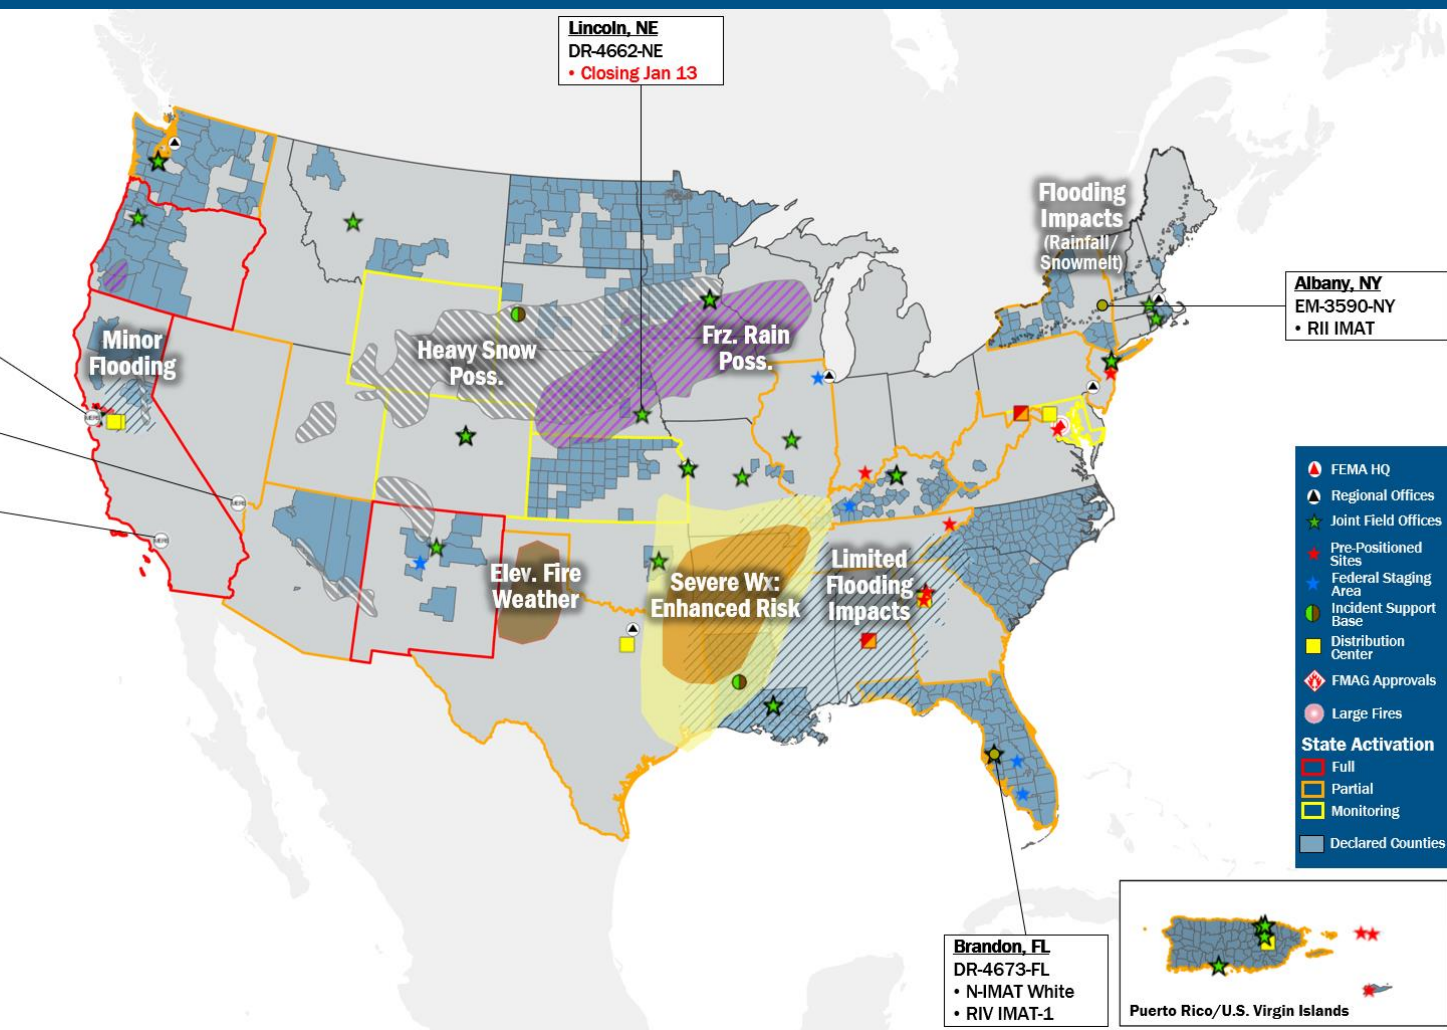 Lincoln, NE
DR-4662-NE
• Closing Jan 13
Flooding
Impacts
(Rainfall/
Snowmelt)
Albany, NY
EM-3590-NY
• RII IMAT
Minor
Flooding
Heavy Snow
Poss.
Frz. Rain
Poss.
MERS
MERS
MERS
Elev. Fire
Weather
Severe Wx:
Enhanced Risk
Limited
Flooding
Impacts
FEMA HQ
Regional Offices
Joint Field Offices
Pre-Positioned
Sites
Federal Staging
Area
Incident Support
Base
Distribution
Center
FMAG Approvals
Large Fires
State Activation
Full
Partial
Monitoring
Declared Counties
Brandon, FL
DR-4673-FL
• N-IMAT White
• RIV IMAT-1
Puerto Rico/U.S. Virgin Islands